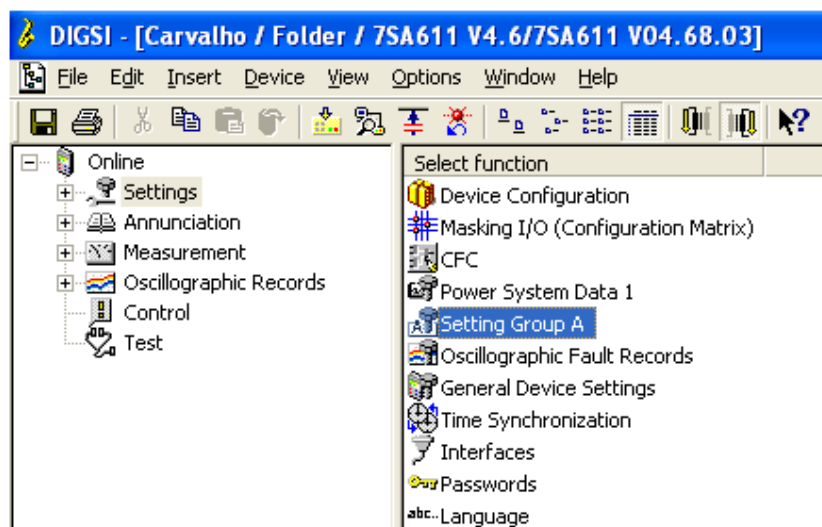 DIGSI - [Carvalho / Folder / 7SA611 V4.6/7SA611 V04.68.03]
File Edit Insert Device View Options Window Help
Online
Settings
Annunciation
Measurement
Oscillographic Records
Control
Test
Select function
Device Configuration
Masking I/O (Configuration Matrix)
CFC
Power System Data 1
A Setting Group A
Oscillographic Fault Records
General Device Settings
Time Synchronization
Interfaces
Passwords
abc.. Language